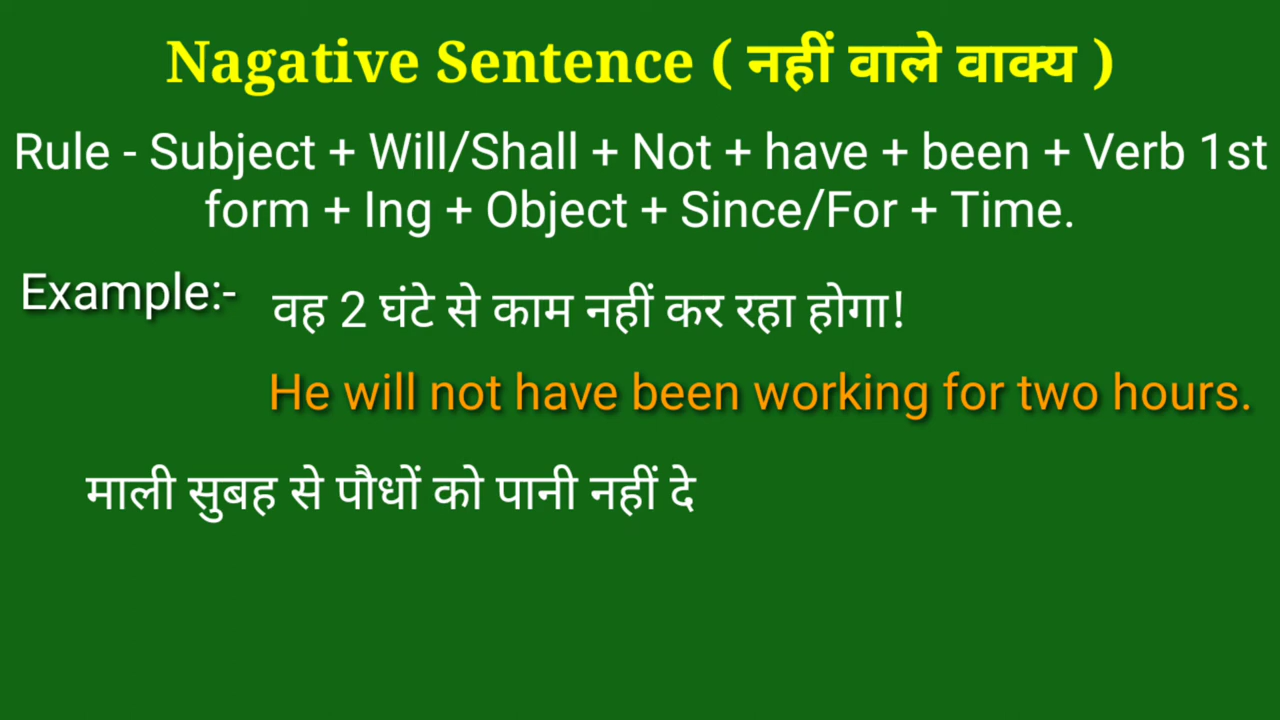 Nagative Sentence ( नहीं वाले वाक्य )
Rule - Subject + Will/Shall + Not + have + been + Verb 1st
form + Ing + Object + Since/For + Time.
Example:- वह 2 घंटे से काम नहीं कर रहा होगा!
He will not have been working for two hours.
माली सुबह से पौधों को पानी नहीं दे